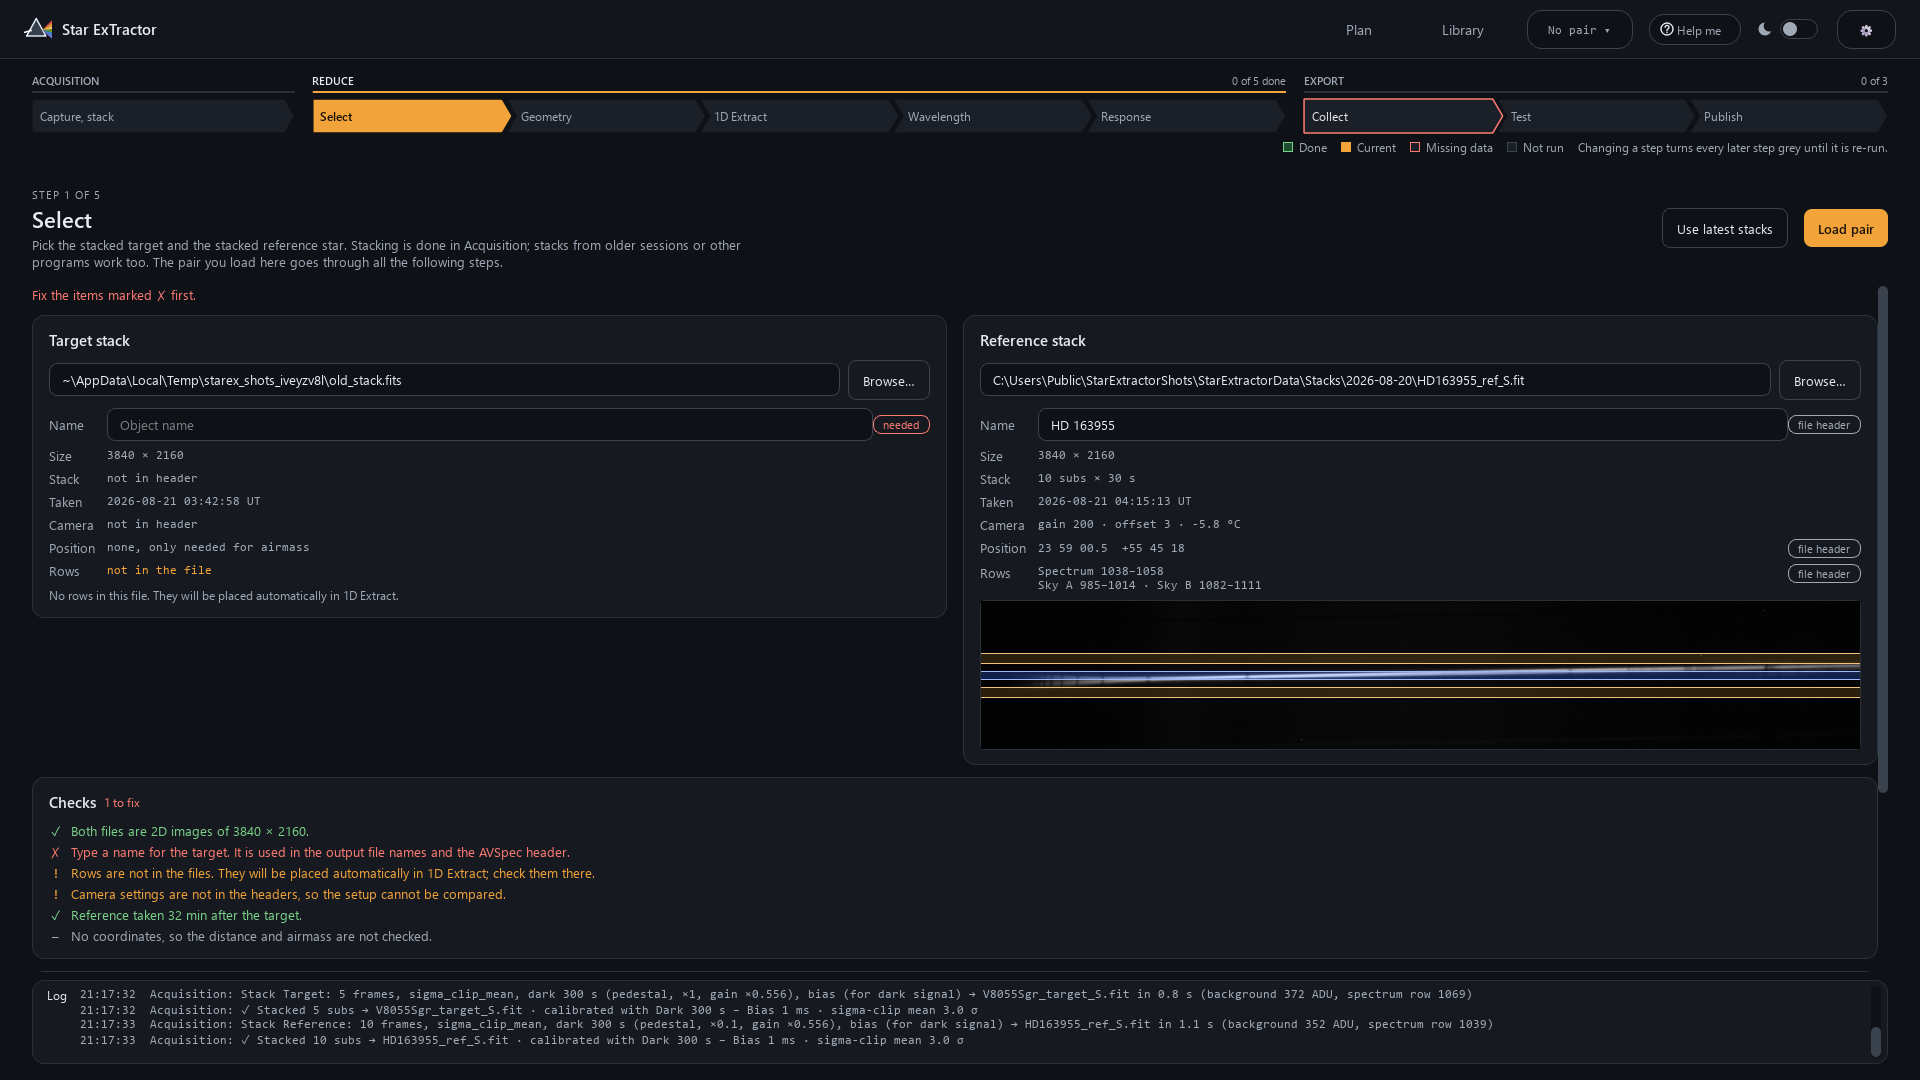 Star ExTractor
Plan
Library
No pair ▾
Help me
ACQUISITION
REDUCE
0 of 5 done
EXPORT
0 of 3
Capture, stack
Select
Geometry
1D Extract
Wavelength
Response
Collect
Test
Publish
Done
Current
Missing data
Not run
Changing a step turns every later step grey until it is re-run.
STEP 1 OF 5
Select
Pick the stacked target and the stacked reference star. Stacking is done in Acquisition; stacks from older sessions or other
programs work too. The pair you load here goes through all the following steps.
Use latest stacks
Load pair
Fix the items marked ✗ first.
Target stack
~\AppData\Local\Temp\starex_shots_iveyzv8l\old_stack.fits
Browse...
Name
Object name
needed
Size
3840 × 2160
Stack
not in header
Taken
2026-08-21 03:42:58 UT
Camera
not in header
Position
none, only needed for airmass
Rows
not in the file
No rows in this file. They will be placed automatically in 1D Extract.
Reference stack
C:\Users\Public\StarExtractorShots\StarExtractorData\Stacks\2026-08-20\HD163955_ref_S.fit
Browse...
Name
HD 163955
file header
Size
3840 × 2160
Stack
10 subs × 30 s
Taken
2026-08-21 04:15:13 UT
Camera
gain 200 · offset 3 · -5.8 °C
Position
23 59 00.5 +55 45 18
file header
Rows
Spectrum 1038–1058
Sky A 985–1014 · Sky B 1082–1111
file header
Checks 1 to fix
✓ Both files are 2D images of 3840 × 2160.
✗ Type a name for the target. It is used in the output file names and the AVSpec header.
! Rows are not in the files. They will be placed automatically in 1D Extract; check them there.
! Camera settings are not in the headers, so the setup cannot be compared.
✓ Reference taken 32 min after the target.
– No coordinates, so the distance and airmass are not checked.
Log
21:17:32 Acquisition: Stack Target: 5 frames, sigma_clip_mean, dark 300 s (pedestal, ×1, gain ×0.556), bias (for dark signal) → V8055Sgr_target_S.fit in 0.8 s (background 372 ADU, spectrum row 1069)
21:17:32 Acquisition: ✓ Stacked 5 subs → V8055Sgr_target_S.fit · calibrated with Dark 300 s – Bias 1 ms · sigma-clip mean 3.0 σ
21:17:33 Acquisition: Stack Reference: 10 frames, sigma_clip_mean, dark 300 s (pedestal, ×0.1, gain ×0.556), bias (for dark signal) → HD163955_ref_S.fit in 1.1 s (background 352 ADU, spectrum row 1039)
21:17:33 Acquisition: ✓ Stacked 10 subs → HD163955_ref_S.fit · calibrated with Dark 300 s – Bias 1 ms · sigma-clip mean 3.0 σ